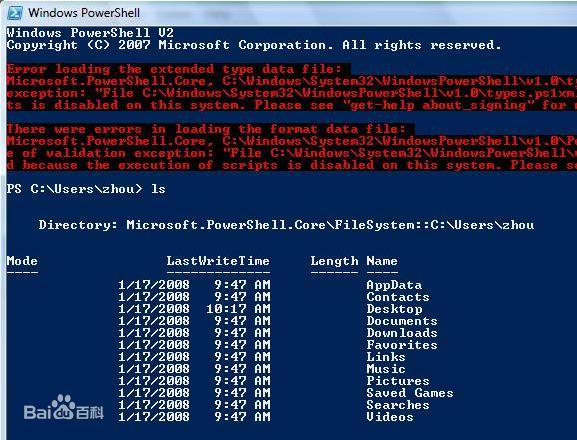 Windows PowerShell
Windows PowerShell V2
Copyright (C) 2007 Microsoft Corporation. All rights reserved.
Error loading the extended type data file:
Microsoft.PowerShell.Core, C:\Windows\System32\WindowsPowerShell\v1.0\ty
exception: "File C:\Windows\System32\WindowsPowerShell\v1.0\types.ps1xm
ts is disabled on this system. Please see "get-help about_signing" for
There were errors in loading the format data file:
Microsoft.PowerShell.Core, C:\Windows\System32\WindowsPowerShell\v1.0\Po
e of validation exception: "File C:\Windows\System32\WindowsPowerShell\
d because the execution of scripts is disabled on this system. Please se
PS C:\Users\zhou> ls
Directory: Microsoft.PowerShell.Core\FileSystem::C:\Users\zhou
Mode LastWriteTime Length Name
---- ------------- ------ ----
1/17/2008 9:47 AM AppData
1/17/2008 9:47 AM Contacts
1/17/2008 10:17 AM Desktop
1/17/2008 9:47 AM Documents
1/17/2008 9:47 AM Downloads
1/17/2008 9:47 AM Favorites
1/17/2008 9:47 AM Links
1/17/2008 9:47 AM Music
1/17/2008 9:47 AM Pictures
1/17/2008 9:47 AM Saved Games
1/17/2008 9:47 AM Searches
1/17/2008 9:47 AM Videos
Bai du 百科